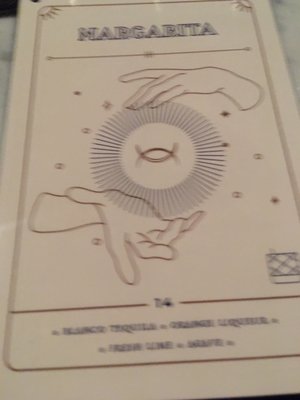 MARGARITA
14
BLANCO TEQUILA ORANGE LIQUEUR
FRESH LIME AGAVE